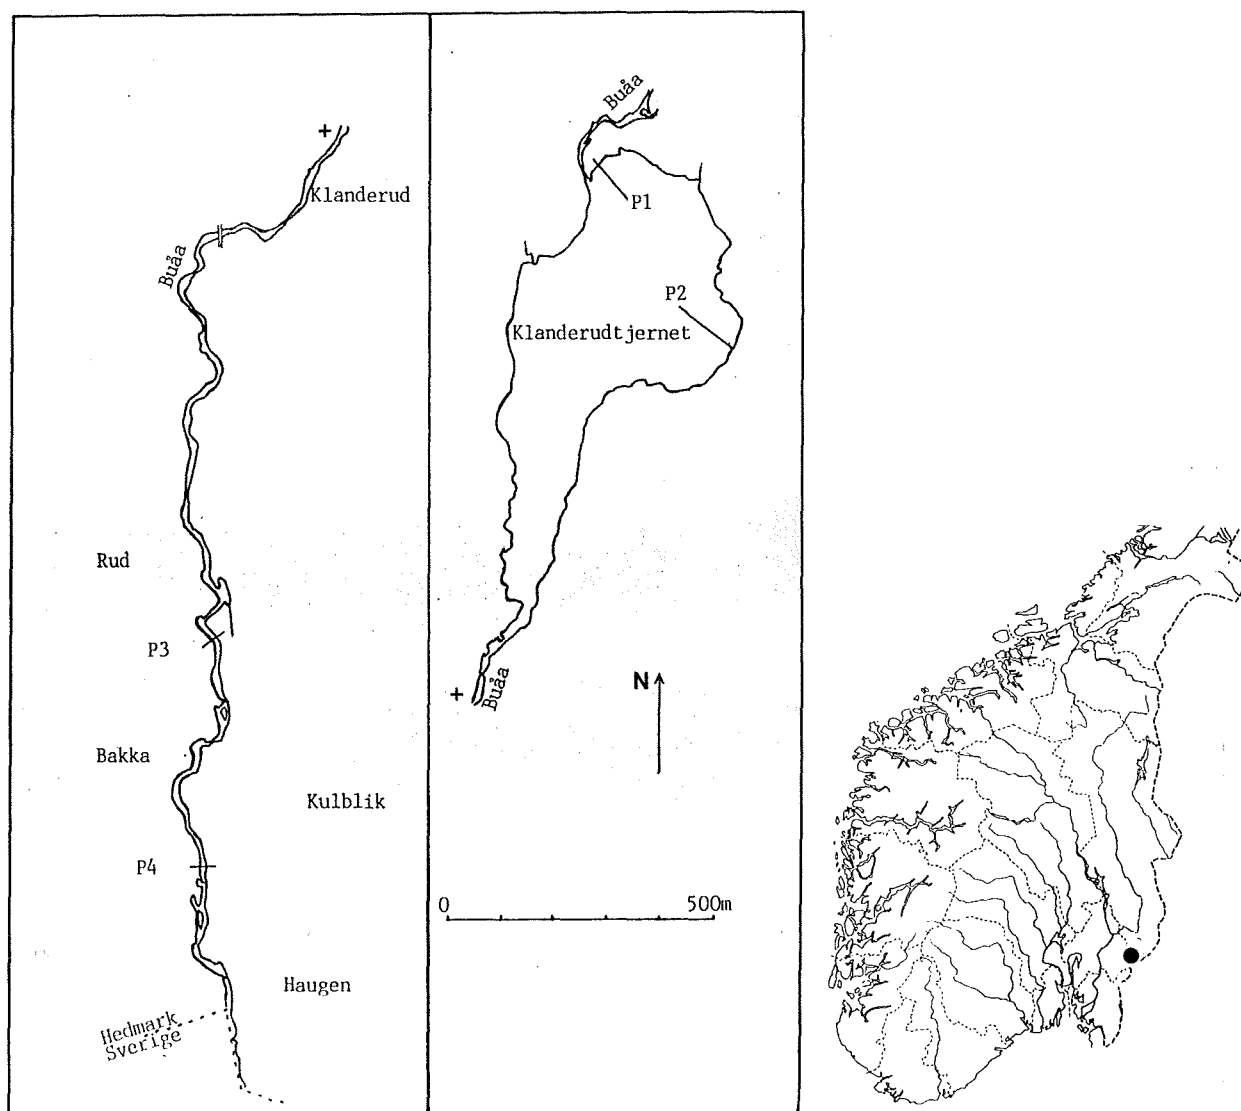 +
Klanderud
Buåa
Rud
P3
Bakka
Kulblik
P4
Haugen
Hedmark
Sverige
Buåa
P1
P2
Klanderudtjernet
N
+
Buåa
0 500m